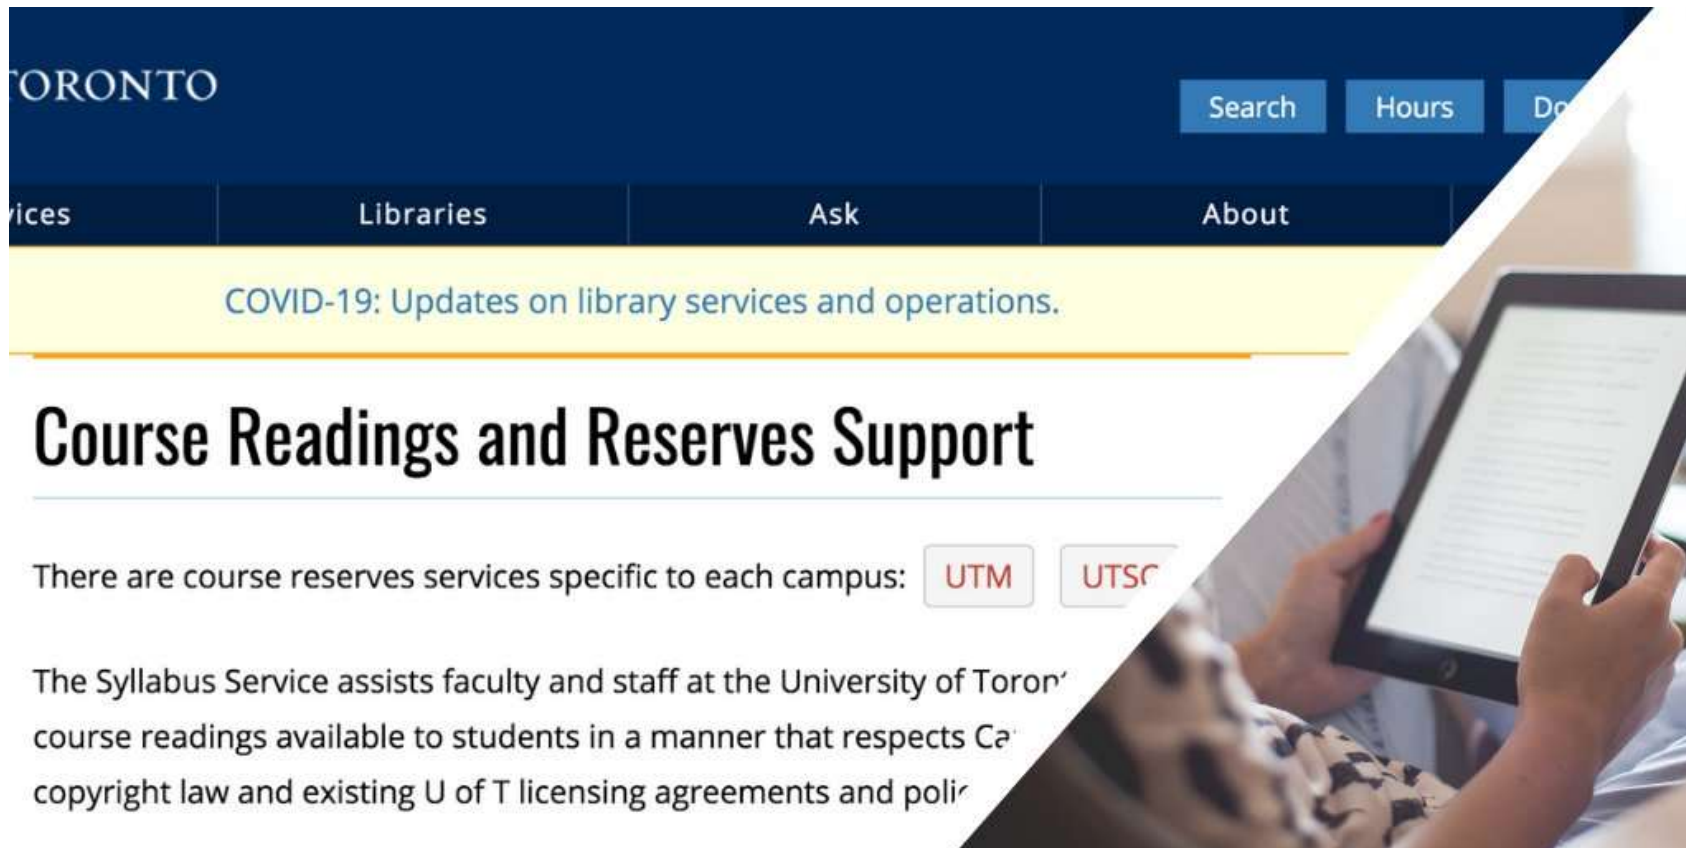 TORONTO
Search
Hours
Libraries
Ask
About
COVID-19: Updates on library services and operations.
Course Readings and Reserves Support
There are course reserves services specific to each campus: UTM UTSC
The Syllabus Service assists faculty and staff at the University of
course readings available to students in a manner that respects
copyright law and existing U of T licensing agreements and